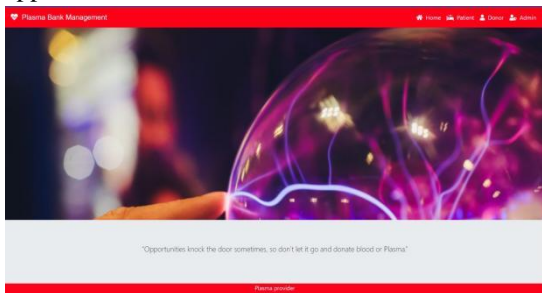 Plasma Bank Management
Home Patient Donor Admin
"Opportunities knock the door sometimes, so don't let it go and donate blood or Plasma."
Plasma provider